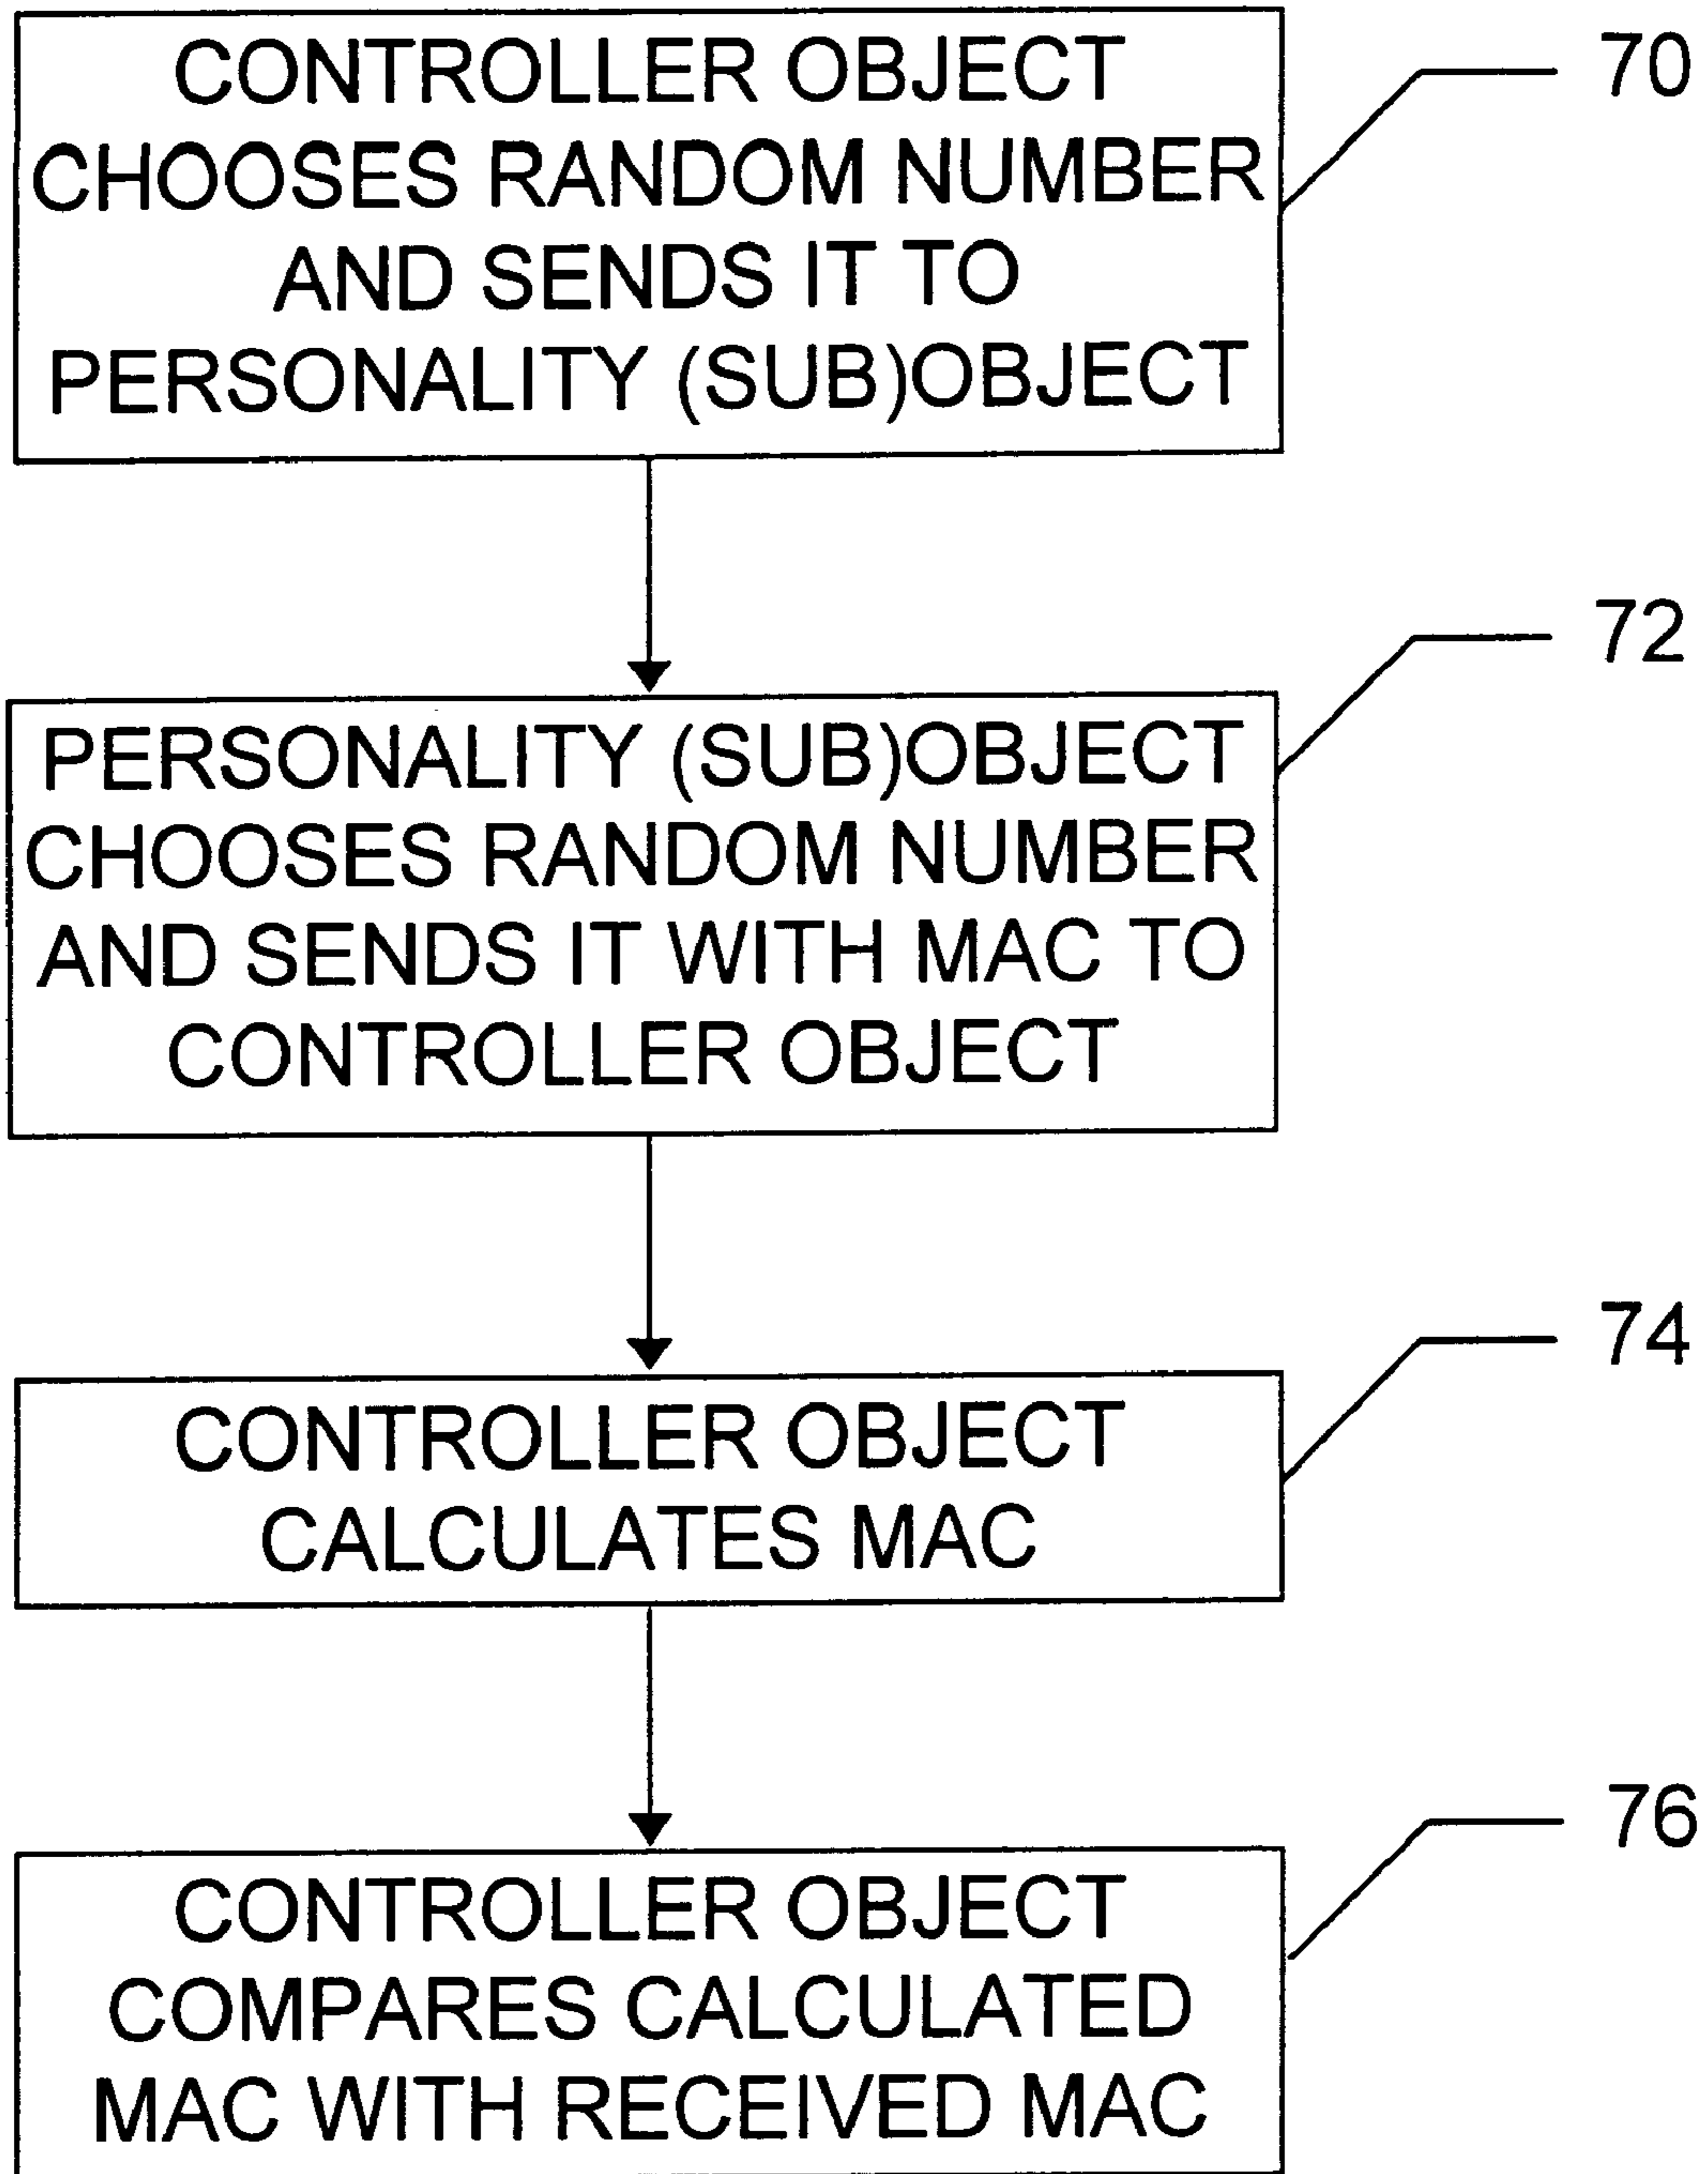 CONTROLLER OBJECT
CHOOSES RANDOM NUMBER
AND SENDS IT TO
PERSONALITY (SUB)OBJECT
70
PERSONALITY (SUB)OBJECT
CHOOSES RANDOM NUMBER
AND SENDS IT WITH MAC TO
CONTROLLER OBJECT
72
CONTROLLER OBJECT
CALCULATES MAC
74
CONTROLLER OBJECT
COMPARES CALCULATED
MAC WITH RECEIVED MAC
76